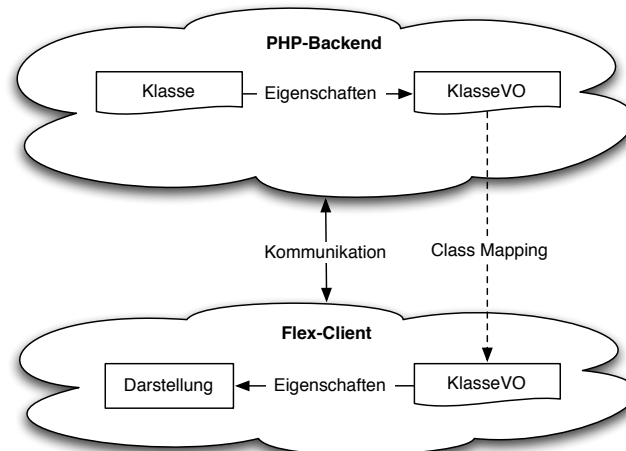 PHP-Backend
Klasse
Eigenschaften
KlasseVO
Kommunikation
Class Mapping
Flex-Client
Darstellung
Eigenschaften
KlasseVO